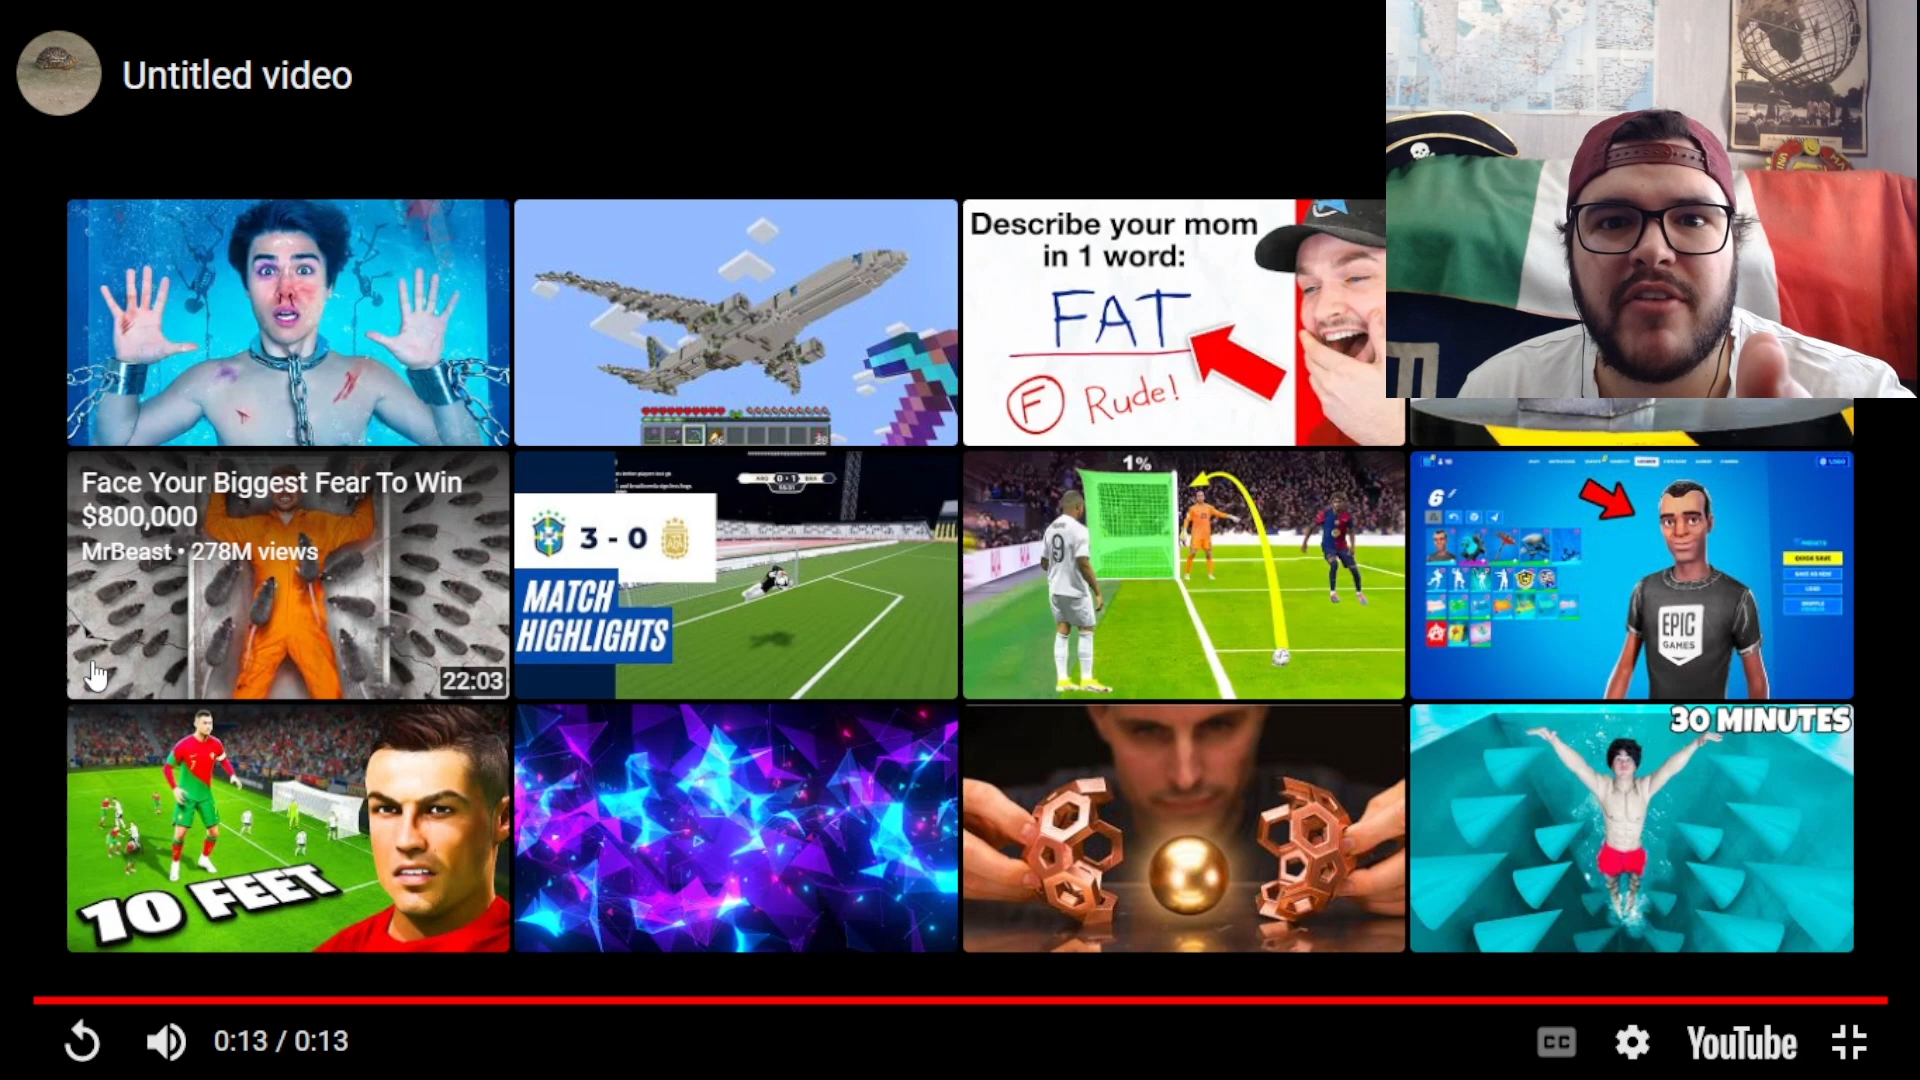 Untitled video
Describe your mom
in 1 word:
FAT
F Rude!
Face Your Biggest Fear To Win
$800,000
MrBeast • 278M views
22:03
3 - 0
MATCH
HIGHLIGHTS
1%
9
6
EPIC
GAMES
10 FEET
30 MINUTES
0:13 / 0:13
CC
YouTube